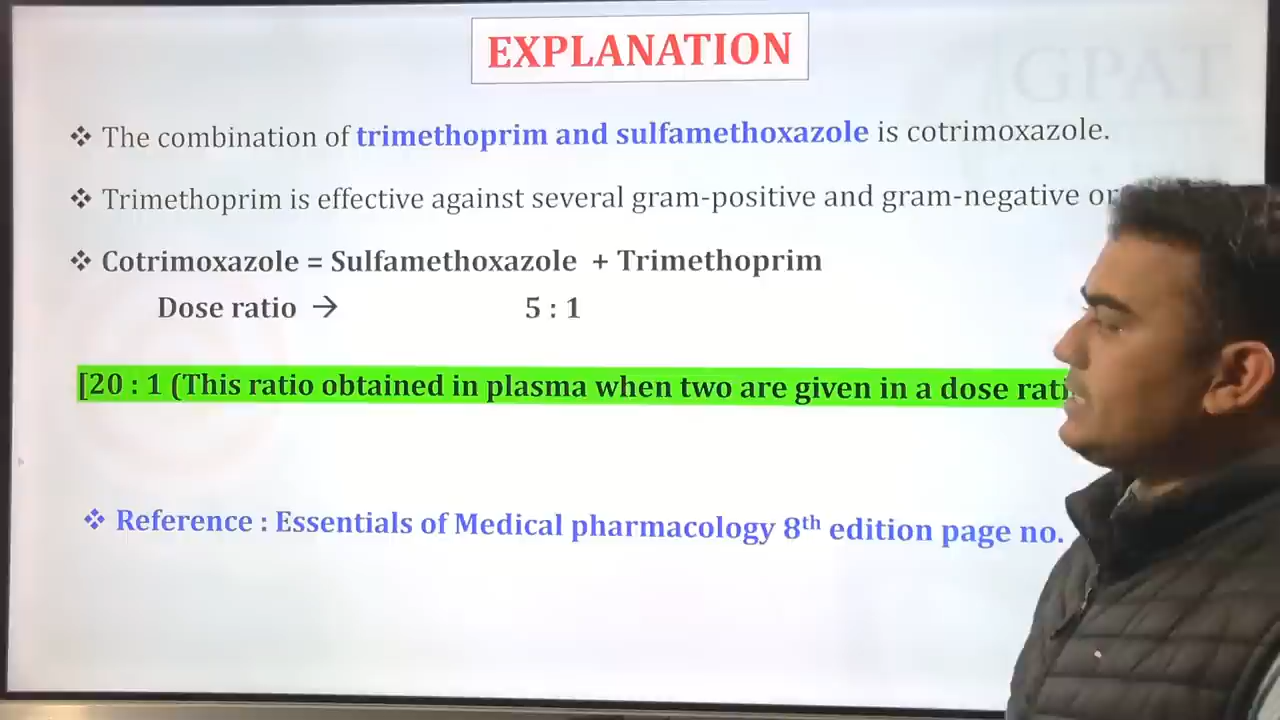 GPAT
EXPLANATION
❖ The combination of trimethoprim and sulfamethoxazole is cotrimoxazole.
❖ Trimethoprim is effective against several gram-positive and gram-negative
❖ Cotrimoxazole = Sulfamethoxazole + Trimethoprim
Dose ratio → 5 : 1
[20 : 1 (This ratio obtained in plasma when two are given in a dose
❖ Reference : Essentials of Medical pharmacology 8th edition page no.